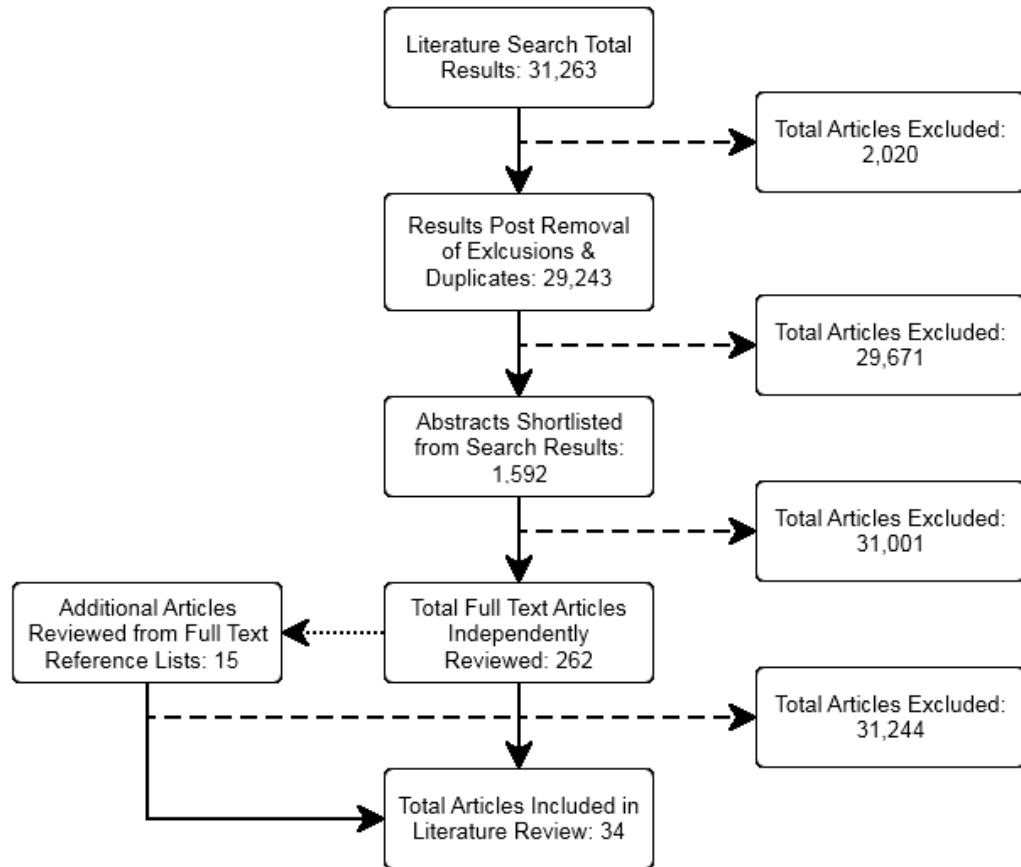 Literature Search Total
Results: 31,263
Total Articles Excluded:
2,020
Results Post Removal
of Exlcusions &
Duplicates: 29,243
Total Articles Excluded:
29,671
Abstracts Shortlisted
from Search Results:
1,592
Total Articles Excluded:
31,001
Additional Articles
Reviewed from Full Text
Reference Lists: 15
Total Full Text Articles
Independently
Reviewed: 262
Total Articles Excluded:
31,244
Total Articles Included in
Literature Review: 34